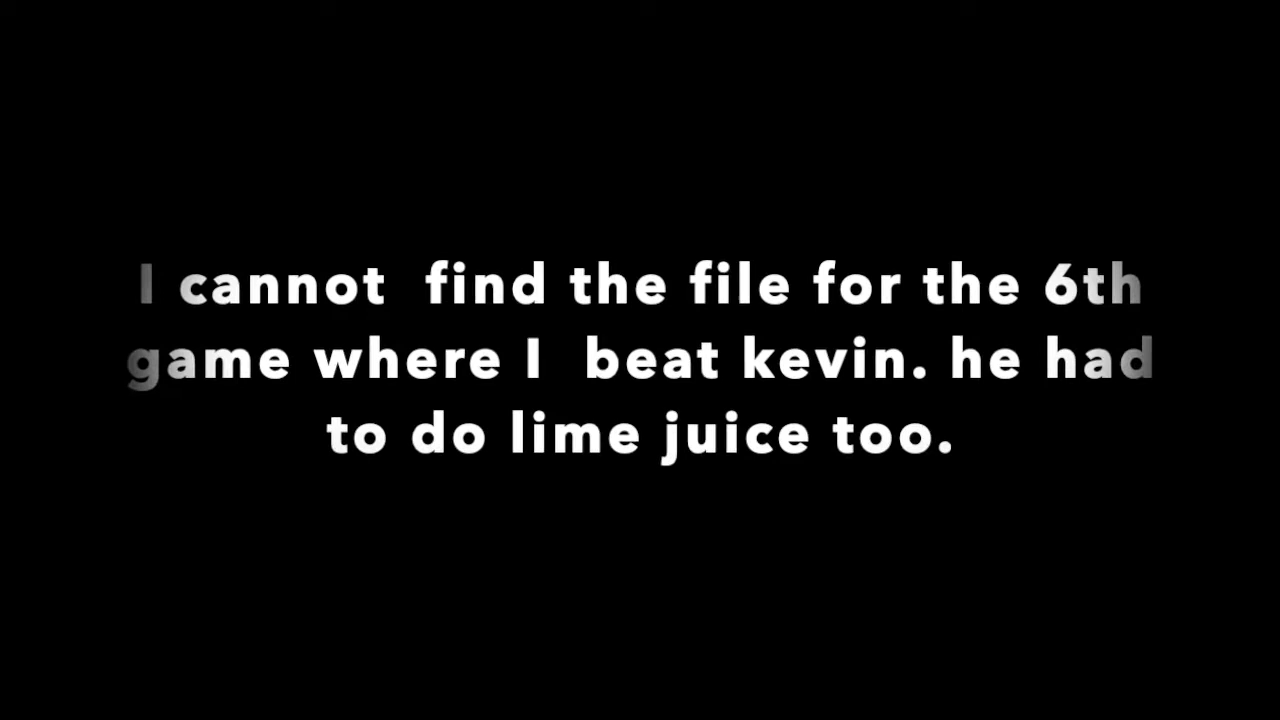 I cannot  find the file for the 6th
game where I  beat kevin. he had
to do lime juice too.